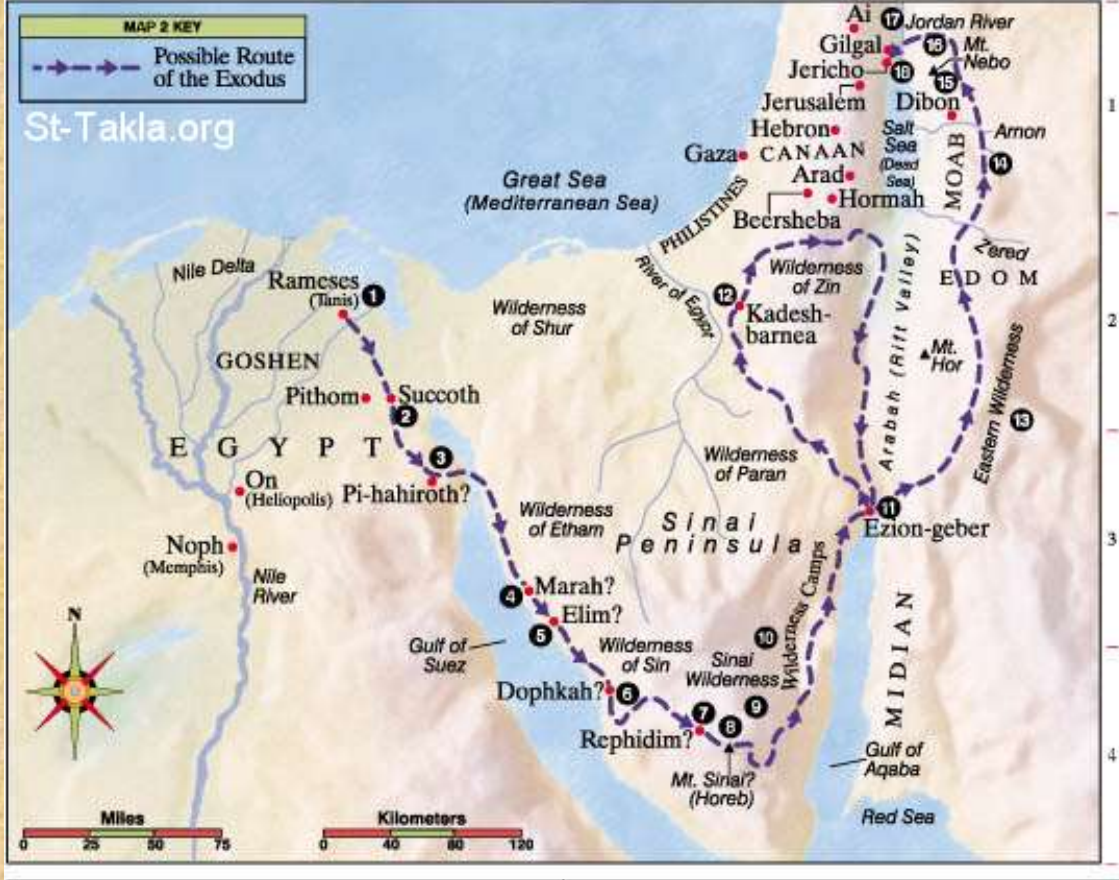 MAP 2 KEY
Possible Route
of the Exodus
St-Takla.org
Ai
17
Jordan River
Gilgal
16
Mt.
Nebo
Jericho
18
15
Jerusalem
Dibon
1
Hebron
Salt
Sea
(Dead
Sea)
Arnon
Gaza
CANAAN
MOAB
14
Arad
Great Sea
(Mediterranean Sea)
Hormah
PHILISTINES
Beersheba
Zered
Nile Delta
Rameses
(Tanis)
1
River of Egypt
Wilderness
of Zin
EDOM
Wilderness
of Shur
12
Kadesh-
barnea
2
Arabah (Rift Valley)
Mt.
Hor
GOSHEN
Pithom
Succoth
2
Eastern Wilderness
13
EGYPT
3
Pi-hahiroth?
Wilderness
of Paran
On
(Heliopolis)
Wilderness
of Etham
Sinai
Peninsula
11
Ezion-geber
Noph
(Memphis)
3
Nile
River
Marah?
4
Elim?
5
Wilderness Camps
MIDIAN
N
Gulf of
Suez
Wilderness
of Sin
10
Sinai
Wilderness
Dophkah?
6
7
8
9
Rephidim?
Mt. Sinai?
(Horeb)
Gulf of
Aqaba
4
Red Sea
Miles
0 25 50 75
Kilometers
0 40 80 120